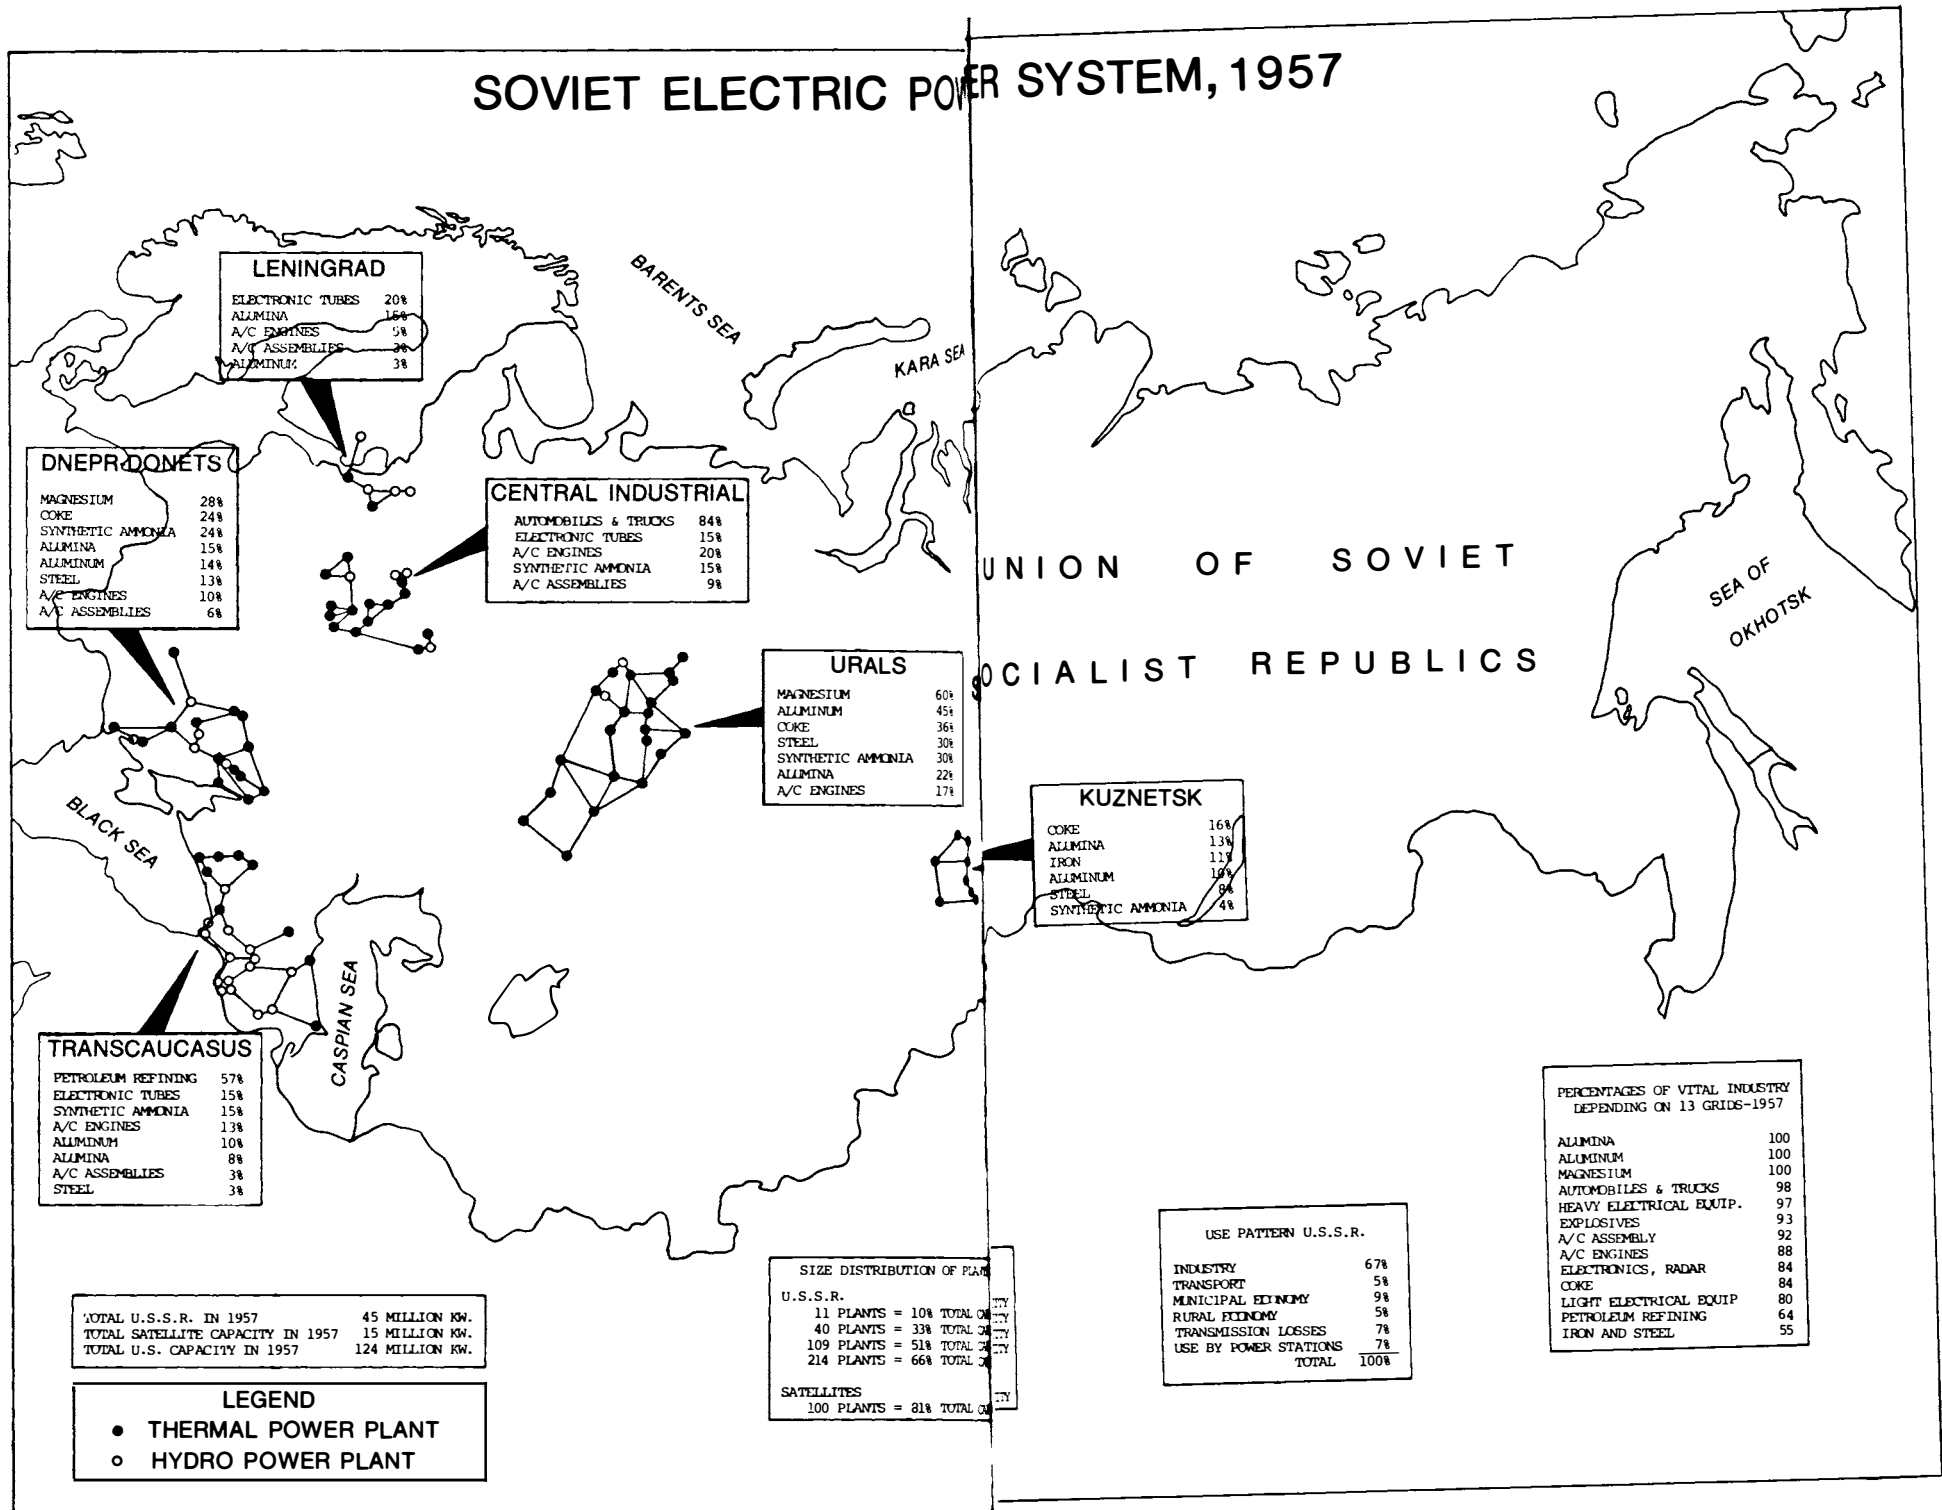 SOVIET ELECTRIC POWER SYSTEM, 1957
BARENTS SEA
KARA SEA
LENINGRAD
ELECTRONIC TUBES 20%
ALUMINA
A/C ENGINES 5%
A/C ASSEMBLIES 3%
ALUMINUM 3%
DNEPR-DONETS
MAGNESIUM 28%
COKE 24%
SYNTHETIC AMMONIA 24%
ALUMINA 15%
ALUMINUM 14%
STEEL 13%
A/C ENGINES 10%
A/C ASSEMBLIES 6%
CENTRAL INDUSTRIAL
AUTOMOBILES & TRUCKS 84%
ELECTRONIC TUBES 15%
A/C ENGINES 20%
SYNTHETIC AMMONIA 15%
A/C ASSEMBLIES 9%
UNION OF SOVIET
SOCIALIST REPUBLICS
SEA OF
OKHOTSK
URALS
MAGNESIUM 60%
ALUMINUM 45%
COKE 36%
STEEL 30%
SYNTHETIC AMMONIA 30%
ALUMINA 22%
A/C ENGINES 17%
BLACK SEA
KUZNETSK
COKE 16%
ALUMINA 13%
IRON 11%
ALUMINUM 10%
STEEL 8%
SYNTHETIC AMMONIA 4%
CASPIAN SEA
TRANSCAUCASUS
PETROLEUM REFINING 57%
ELECTRONIC TUBES 15%
SYNTHETIC AMMONIA 15%
A/C ENGINES 13%
ALUMINUM 10%
ALUMINA 8%
A/C ASSEMBLIES 3%
STEEL 3%
PERCENTAGES OF VITAL INDUSTRY
DEPENDING ON 13 GRIDS-1957
ALUMINA 100
ALUMINUM 100
MAGNESIUM 100
AUTOMOBILES & TRUCKS 98
HEAVY ELECTRICAL EQUIP. 97
EXPLOSIVES 93
A/C ASSEMBLY 92
A/C ENGINES 88
ELECTRONICS, RADAR 84
COKE 84
LIGHT ELECTRICAL EQUIP 80
PETROLEUM REFINING 64
IRON AND STEEL 55
USE PATTERN U.S.S.R.
INDUSTRY 67%
TRANSPORT 5%
MUNICIPAL ECONOMY 9%
RURAL ECONOMY 5%
TRANSMISSION LOSSES 7%
USE BY POWER STATIONS 7%
TOTAL 100%
SIZE DISTRIBUTION OF
U.S.S.R.
11 PLANTS = 10% TOTAL
40 PLANTS = 33% TOTAL
109 PLANTS = 51% TOTAL
214 PLANTS = 66% TOTAL
SATELLITES
100 PLANTS = 81% TOTAL
TOTAL U.S.S.R. IN 1957 45 MILLION KW.
TOTAL SATELLITE CAPACITY IN 1957 15 MILLION KW.
TOTAL U.S. CAPACITY IN 1957 124 MILLION KW.
LEGEND
THERMAL POWER PLANT
HYDRO POWER PLANT